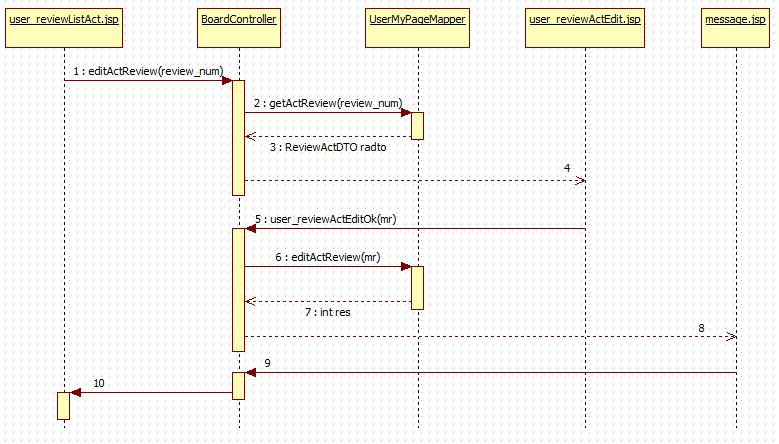 user_reviewListAct.jsp
BoardController
UserMyPageMapper
user_reviewActEdit.jsp
message.jsp
1 : editActReview(review_num)
2 : getActReview(review_num)
3 : ReviewActDTO radto
4
5 : user_reviewActEditOk(mr)
6 : editActReview(mr)
7 : int res
8
9
10